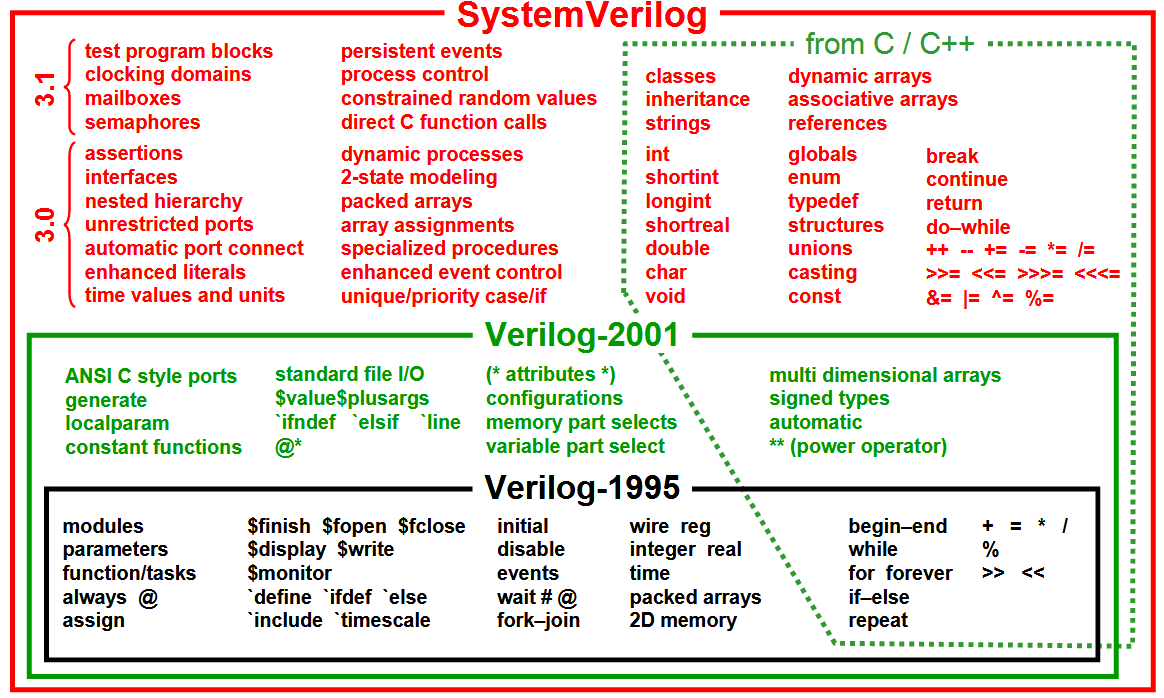 SystemVerilog
from C / C++
3.1
test program blocks persistent events
clocking domains process control
mailboxes constrained random values
semaphores direct C function calls
classes dynamic arrays
inheritance associative arrays
strings references
3.0
assertions dynamic processes
interfaces 2-state modeling
nested hierarchy packed arrays
unrestricted ports array assignments
automatic port connect specialized procedures
enhanced literals enhanced event control
time values and units unique/priority case/if
int globals break
shortint enum continue
longint typedef return
shortreal structures do–while
double unions ++ -- += -= *= /=
char casting >>= <<= >>>= <<<=
void const &= |= ^= %=
Verilog-2001
ANSI C style ports standard file I/O (* attributes *) multi dimensional arrays
generate $value$plusargs configurations signed types
localparam `ifndef `elsif `line memory part selects automatic
constant functions @* variable part select ** (power operator)
Verilog-1995
modules $finish $fopen $fclose initial wire reg begin–end + = * /
parameters $display $write disable integer real while %
function/tasks $monitor events time for forever >> <<
always @ `define `ifdef `else wait # @ packed arrays if–else
assign `include `timescale fork–join 2D memory repeat